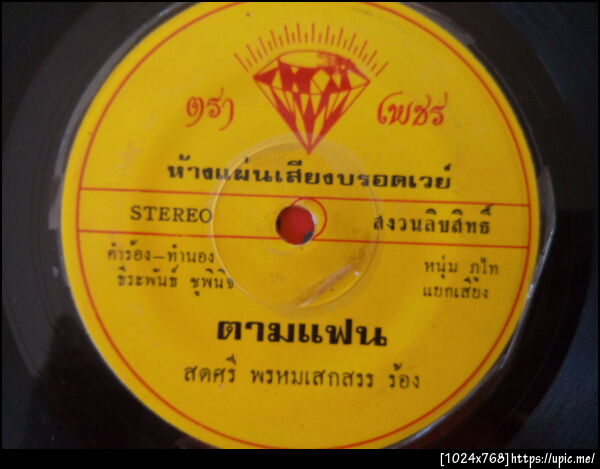 ตรา เพชร
ห้างแผ่นเสียงบรอดเวย์
STEREO สงวนลิขสิทธิ์
คำร้อง–ทำนอง หนุ่ม ภูไท
ธิระพันธ์ ชูพินิจ แยกเสียง
ตามแฟน
สดศรี พรหมเสกสรร ร้อง
[1024x768]https://upic.me/